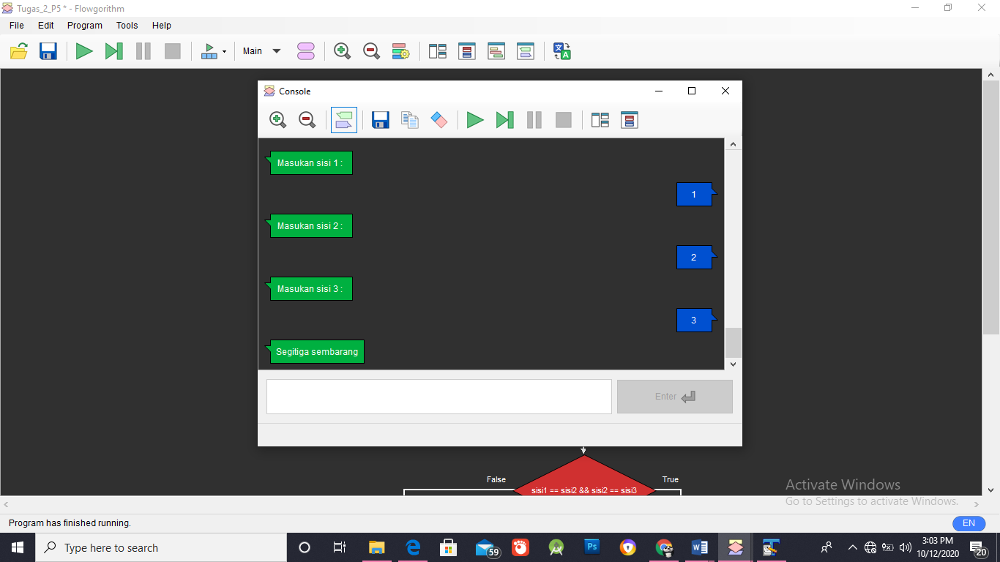 Tugas_2_P5 * - Flowgorithm
File Edit Program Tools Help
Main
Console
Masukan sisi 1 :
1
Masukan sisi 2 :
2
Masukan sisi 3 :
3
Segitiga sembarang
Enter
False
True
sisi1 == sisi2 && sisi2 == sisi3
Activate Windows
Go to Settings to activate Windows.
Program has finished running.
EN
Type here to search
59
Ps
3:03 PM
10/12/2020
20